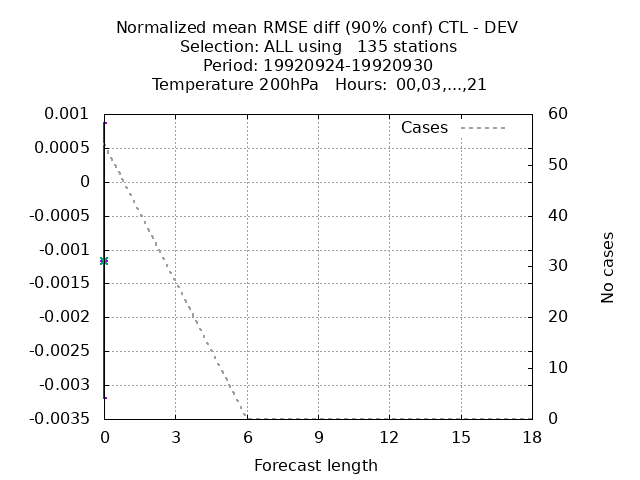 Normalized mean RMSE diff (90% conf) CTL - DEV
Selection: ALL using   135 stations
Period: 19920924-19920930
Temperature 200hPa   Hours: 00,03,...,21
0.001
0.0005
0
-0.0005
-0.001
-0.0015
-0.002
-0.0025
-0.003
-0.0035
Cases
60
50
40
30
20
10
0
No cases
0 3 6 9 12 15 18
Forecast length